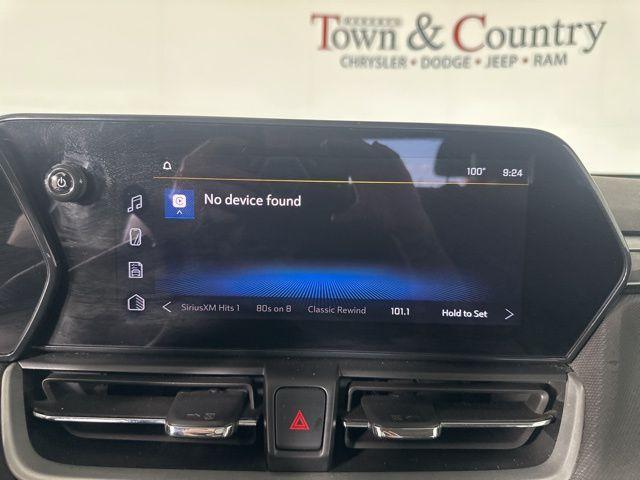 Town & Country
CHRYSLER • DODGE • JEEP • RAM
100° 9:24
No device found
SiriusXM Hits 1 80s on 8 Classic Rewind 101.1 Hold to Set